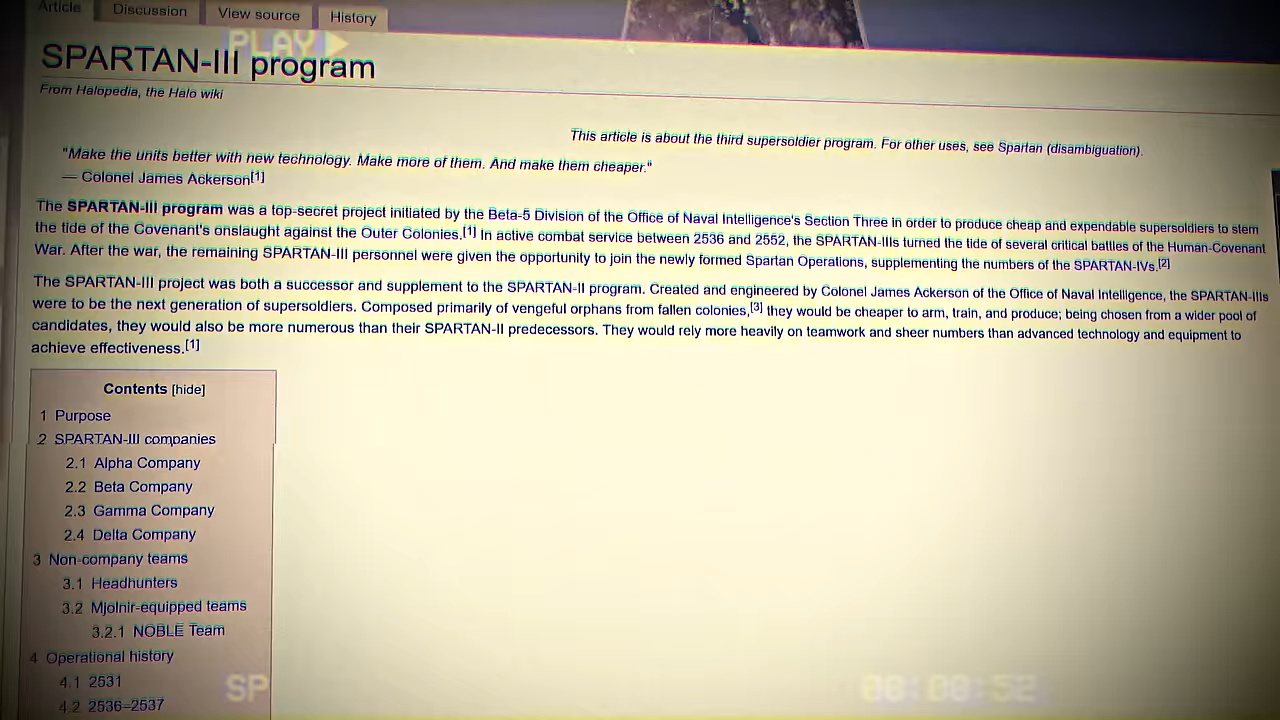 Article Discussion View source History
PLAY
SPARTAN-III program
From Halopedia, the Halo wiki
This article is about the third supersoldier program. For other uses, see Spartan (disambiguation).
"Make the units better with new technology. Make more of them. And make them cheaper."
— Colonel James Ackerson[1]
The SPARTAN-III program was a top-secret project initiated by the Beta-5 Division of the Office of Naval Intelligence's Section Three in order to produce cheap and expendable supersoldiers to stem
the tide of the Covenant's onslaught against the Outer Colonies.[1] In active combat service between 2536 and 2552, the SPARTAN-IIIs turned the tide of several critical battles of the Human-Covenant
War. After the war, the remaining SPARTAN-III personnel were given the opportunity to join the newly formed Spartan Operations, supplementing the numbers of the SPARTAN-IVs.[2]
The SPARTAN-III project was both a successor and supplement to the SPARTAN-II program. Created and engineered by Colonel James Ackerson of the Office of Naval Intelligence, the SPARTAN-IIIs
were to be the next generation of supersoldiers. Composed primarily of vengeful orphans from fallen colonies,[3] they would be cheaper to arm, train, and produce; being chosen from a wider pool of
candidates, they would also be more numerous than their SPARTAN-II predecessors. They would rely more heavily on teamwork and sheer numbers than advanced technology and equipment to
achieve effectiveness.[1]
Contents [hide]
1 Purpose
2 SPARTAN-III companies
2.1 Alpha Company
2.2 Beta Company
2.3 Gamma Company
2.4 Delta Company
3 Non-company teams
3.1 Headhunters
3.2 Mjolnir-equipped teams
3.2.1 NOBLE Team
4 Operational history
4.1 2531
4.2 2536–2537
SP